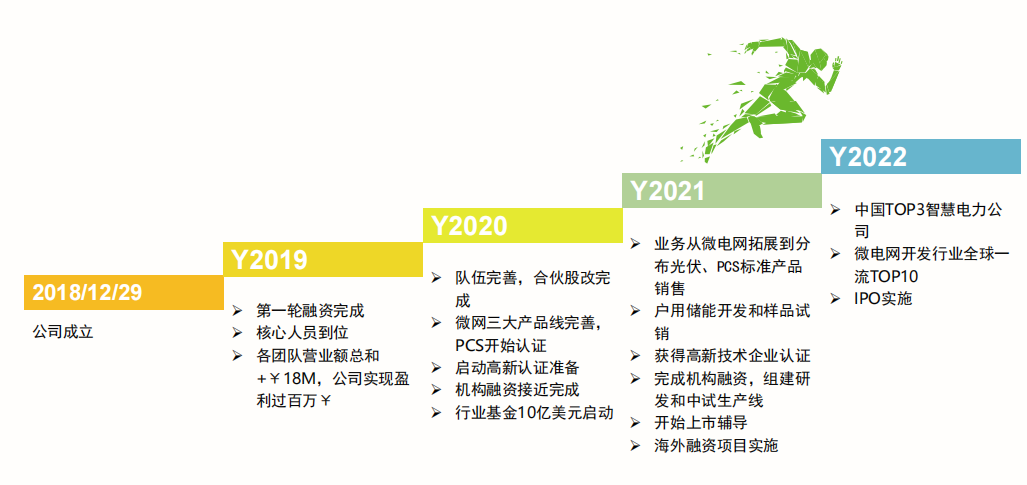 2018/12/29
公司成立
Y2019
➢ 第一轮融资完成
➢ 核心人员到位
➢ 各团队营业额总和
+￥18M，公司实现盈
利过百万￥
Y2020
➢ 队伍完善，合伙股改完
成
➢ 微网三大产品线完善，
PCS开始认证
➢ 启动高新认证准备
➢ 机构融资接近完成
➢ 行业基金10亿美元启动
Y2021
➢ 业务从微电网拓展到分
布光伏、PCS标准产品
销售
➢ 户用储能开发和样品试
销
➢ 获得高新技术企业认证
➢ 完成机构融资，组建研
发和中试生产线
➢ 开始上市辅导
➢ 海外融资项目实施
Y2022
➢ 中国TOP3智慧电力公
司
➢ 微电网开发行业全球一
流TOP10
➢ IPO实施